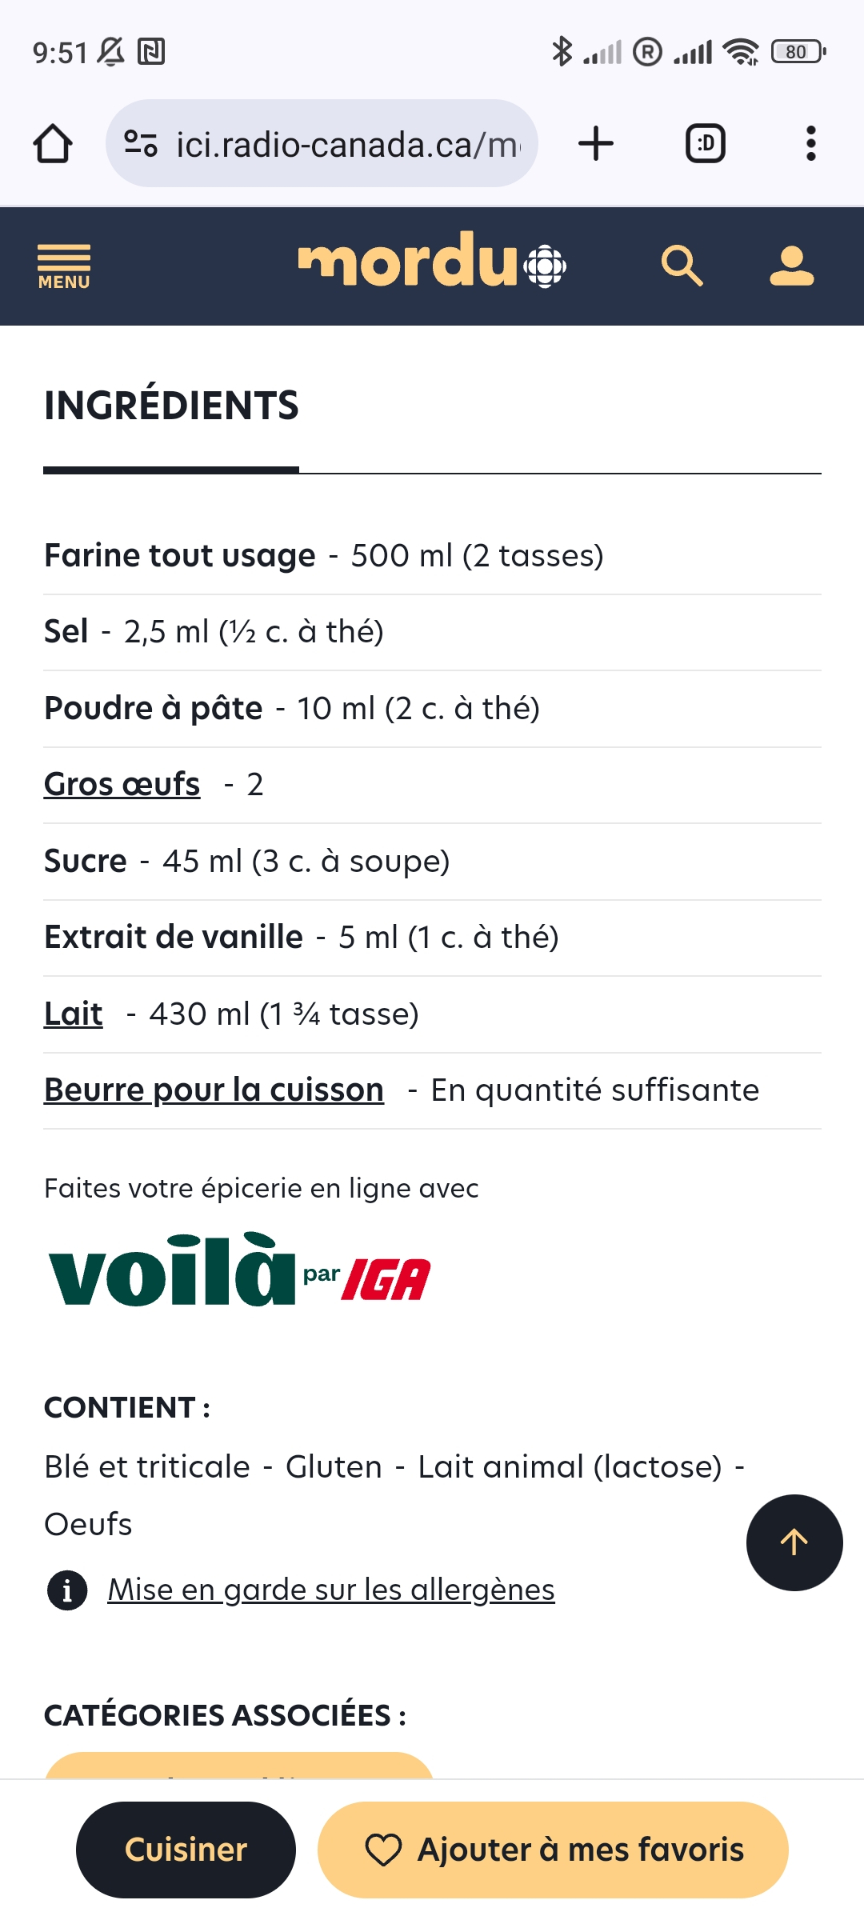 9:51
R
80
ici.radio-canada.ca/m
:D
MENU
mordu
INGRÉDIENTS
Farine tout usage - 500 ml (2 tasses)
Sel - 2,5 ml (½ c. à thé)
Poudre à pâte - 10 ml (2 c. à thé)
Gros œufs - 2
Sucre - 45 ml (3 c. à soupe)
Extrait de vanille - 5 ml (1 c. à thé)
Lait - 430 ml (1 ¾ tasse)
Beurre pour la cuisson - En quantité suffisante
Faites votre épicerie en ligne avec
voilà par IGA
CONTIENT :
Blé et triticale - Gluten - Lait animal (lactose) -
Oeufs
Mise en garde sur les allergènes
CATÉGORIES ASSOCIÉES :
Cuisiner
Ajouter à mes favoris